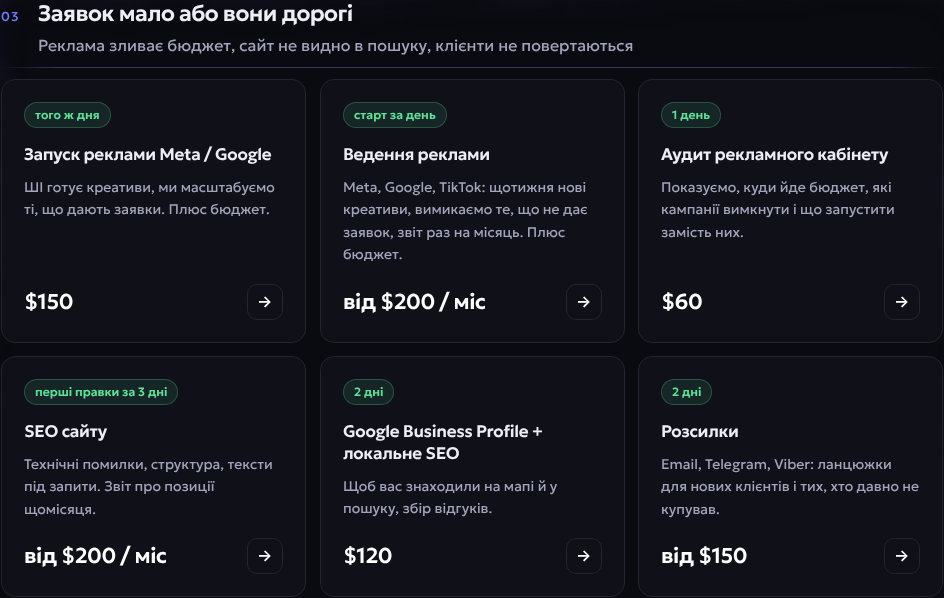 03
Заявок мало або вони дорогі
Реклама зливає бюджет, сайт не видно в пошуку, клієнти не повертаються
того ж дня
Запуск реклами Meta / Google
ШІ готує креативи, ми масштабуємо
ті, що дають заявки. Плюс бюджет.
$150
→
старт за день
Ведення реклами
Meta, Google, TikTok: щотижня нові
креативи, вимикаємо те, що не дає
заявок, звіт раз на місяць. Плюс
бюджет.
від $200 / міс
→
1 день
Аудит рекламного кабінету
Показуємо, куди йде бюджет, які
кампанії вимкнути і що запустити
замість них.
$60
→
перші правки за 3 дні
SEO сайту
Технічні помилки, структура, тексти
під запити. Звіт про позиції
щомісяця.
від $200 / міс
→
2 дні
Google Business Profile +
локальне SEO
Щоб вас знаходили на мапі й у
пошуку, збір відгуків.
$120
→
2 дні
Розсилки
Email, Telegram, Viber: ланцюжки
для нових клієнтів і тих, хто давно не
купував.
від $150
→